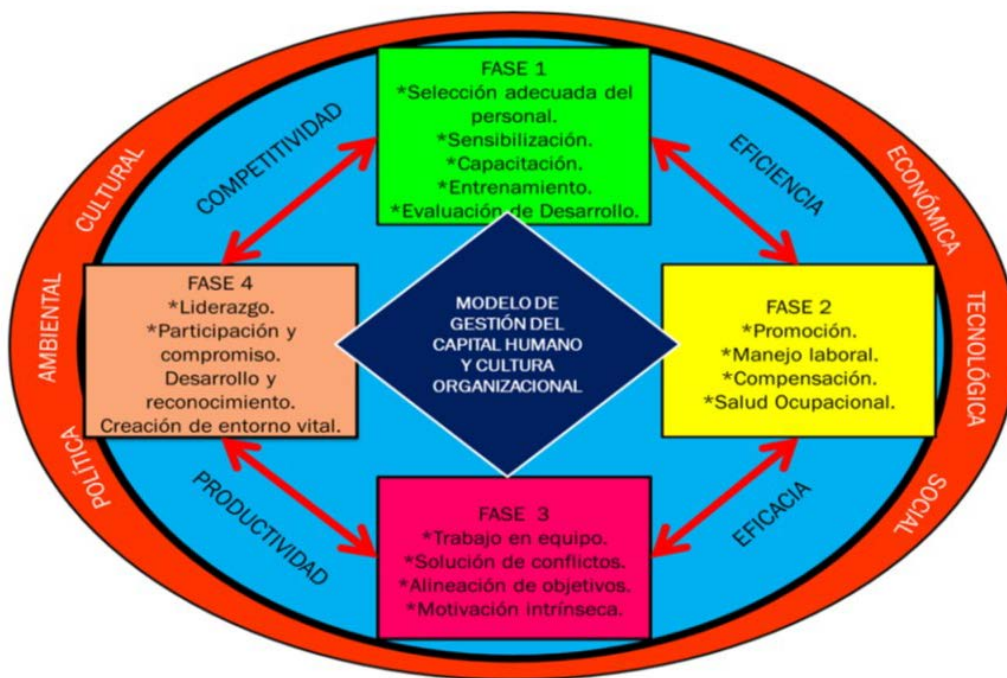 FASE 1
*Selección adecuada del
personal.
*Sensibilización.
*Capacitación.
*Entrenamiento.
*Evaluación de Desarrollo.
COMPETITIVIDAD
EFICIENCIA
CULTURAL
ECONÓMICA
FASE 4
*Liderazgo.
*Participación y
compromiso.
Desarrollo y
reconocimiento.
Creación de entorno vital.
MODELO DE
GESTIÓN DEL
CAPITAL HUMANO
Y CULTURA
ORGANIZACIONAL
FASE 2
*Promoción.
*Manejo laboral.
*Compensación.
*Salud Ocupacional.
AMBIENTAL
TECNOLÓGICA
POLÍTICA
SOCIAL
PRODUCTIVIDAD
EFICACIA
FASE 3
*Trabajo en equipo.
*Solución de conflictos.
*Alineación de objetivos.
*Motivación intrínseca.